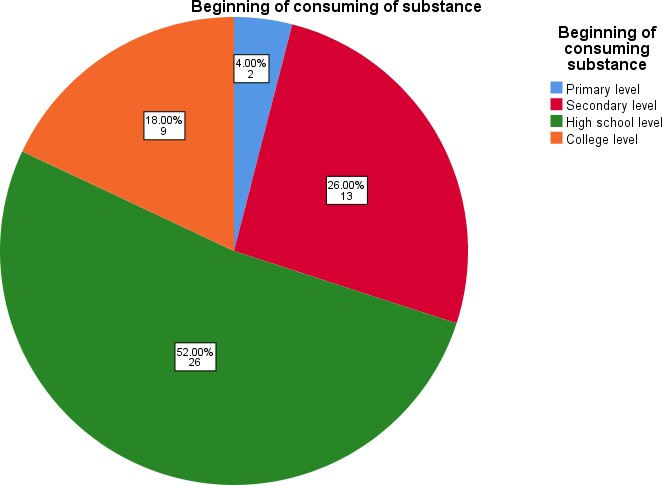 Beginning of consuming of substance
4.00%
2
26.00%
13
52.00%
26
18.00%
9
Beginning of
consuming
substance
Primary level
Secondary level
High school level
College level